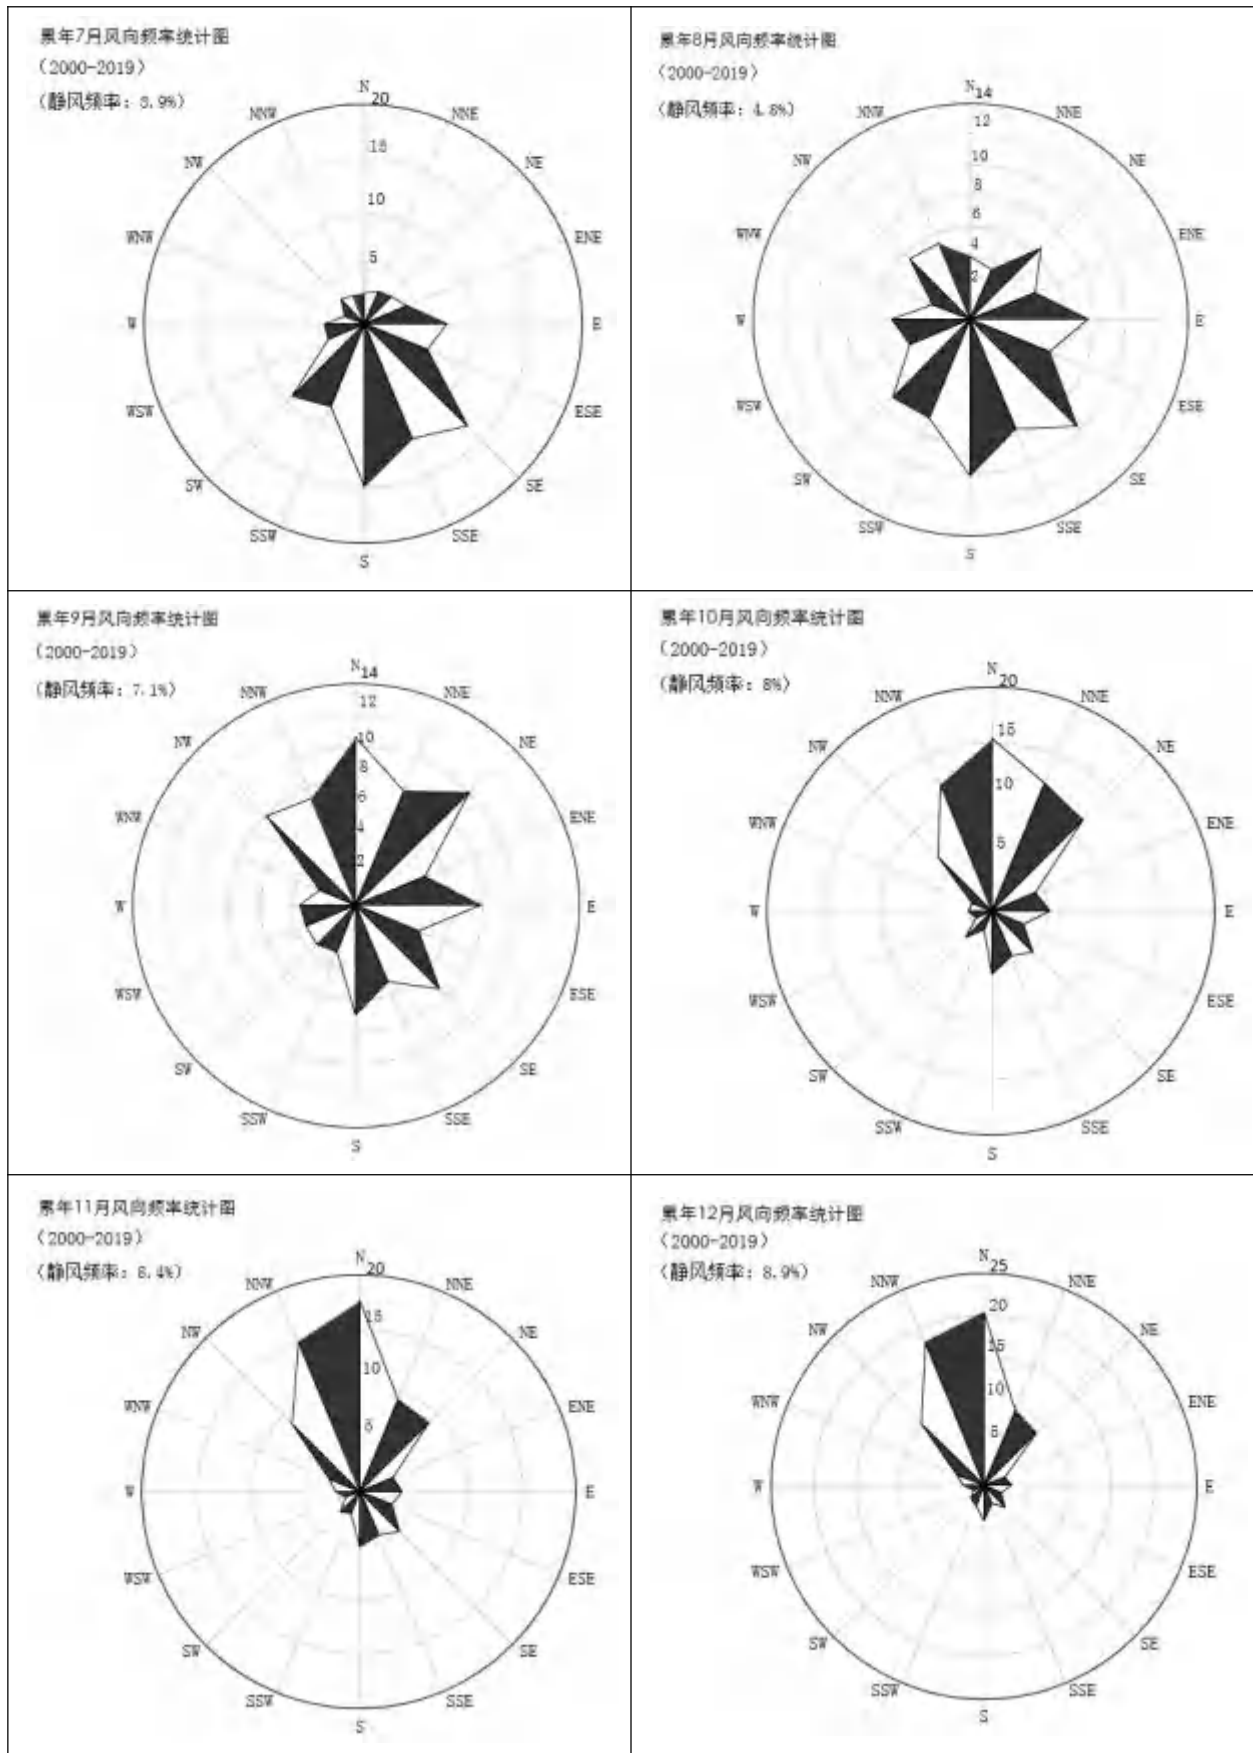 累年7月风向频率统计图
(2000-2019)
(静风频率: 3.9%)
N
20
NNE
NE
ENE
E
ESE
SE
SSE
S
SSW
SW
WSW
W
WNW
NW
NNW
15
10
5
累年8月风向频率统计图
(2000-2019)
(静风频率: 4.8%)
N
14
NNE
NE
ENE
E
ESE
SE
SSE
S
SSW
SW
WSW
W
WNW
NW
NNW
12
10
8
6
4
2
累年9月风向频率统计图
(2000-2019)
(静风频率: 7.1%)
N
14
NNE
NE
ENE
E
ESE
SE
SSE
S
SSW
SW
WSW
W
WNW
NW
NNW
12
10
8
6
4
2
累年10月风向频率统计图
(2000-2019)
(静风频率: 8%)
N
20
NNE
NE
ENE
E
ESE
SE
SSE
S
SSW
SW
WSW
W
WNW
NW
NNW
15
10
5
累年11月风向频率统计图
(2000-2019)
(静风频率: 8.4%)
N
20
NNE
NE
ENE
E
ESE
SE
SSE
S
SSW
SW
WSW
W
WNW
NW
NNW
15
10
5
累年12月风向频率统计图
(2000-2019)
(静风频率: 8.9%)
N
25
NNE
NE
ENE
E
ESE
SE
SSE
S
SSW
SW
WSW
W
WNW
NW
NNW
20
15
10
5